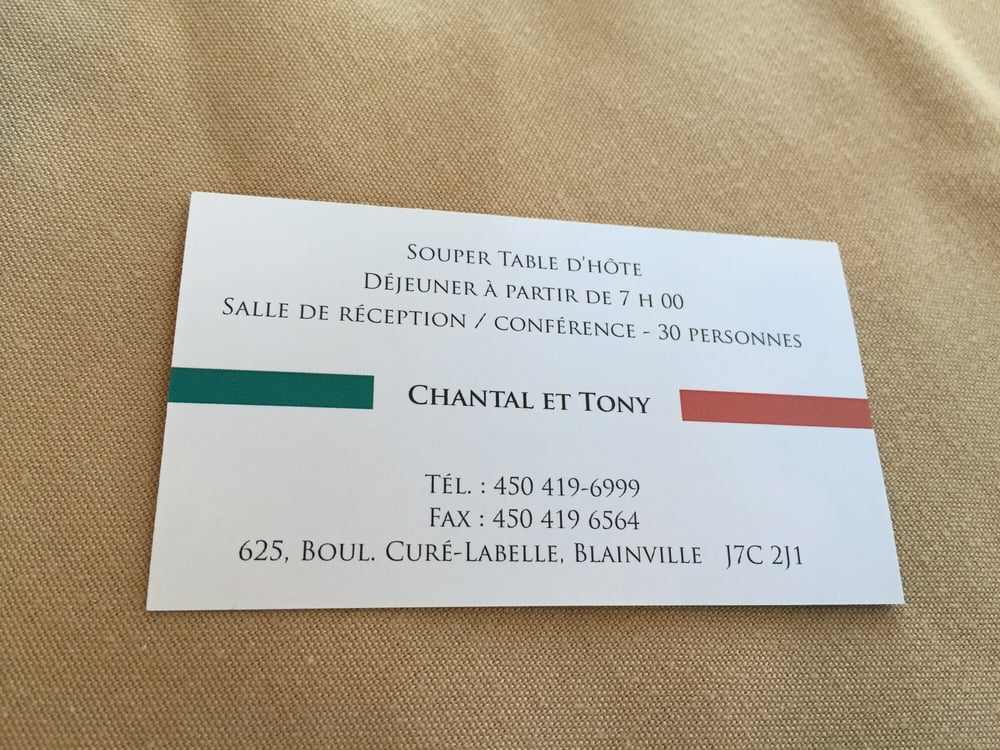 Souper Table d'hôte
Déjeuner à partir de 7 h 00
Salle de réception / conférence - 30 personnes
Chantal et Tony
Tél. : 450 419-6999
Fax : 450 419 6564
625, Boul. Curé-Labelle, Blainville J7C 2J1